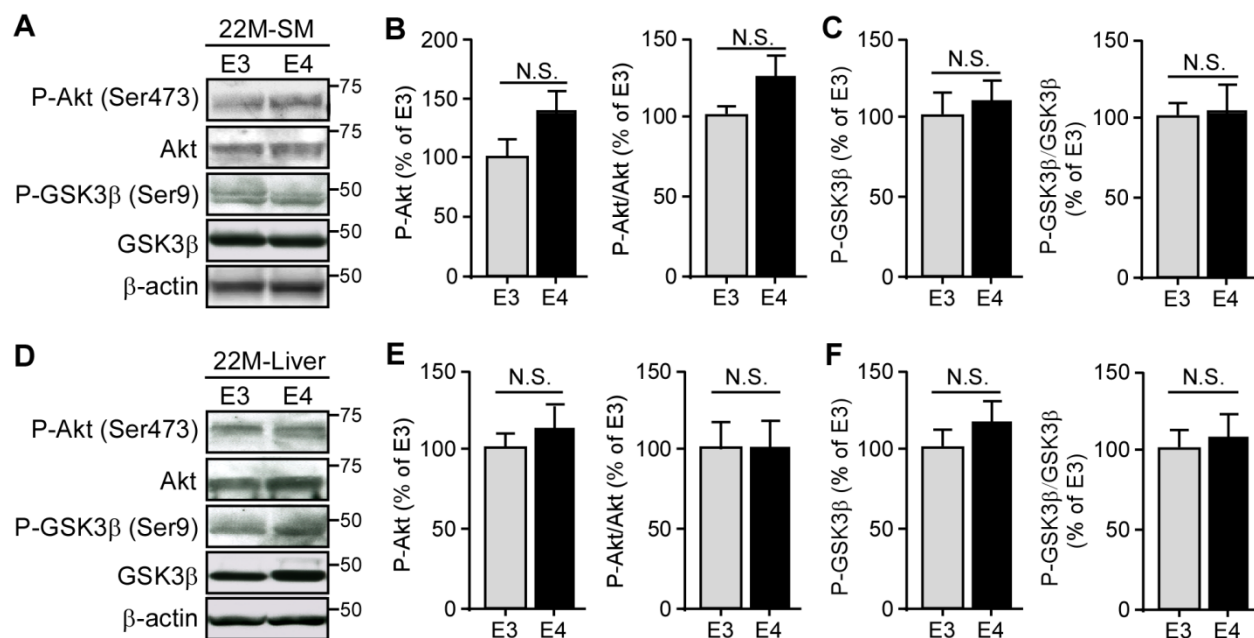 A
22M-SM
E3 E4
P-Akt (Ser473)
75
Akt
75
P-GSK3β (Ser9)
50
GSK3β
50
β-actin
50
B
P-Akt (% of E3)
200
150
100
50
0
N.S.
E3 E4
P-Akt/Akt (% of E3)
150
100
50
0
N.S.
E3 E4
C
P-GSK3β (% of E3)
150
100
50
0
N.S.
E3 E4
P-GSK3β/GSK3β
(% of E3)
150
100
50
0
N.S.
E3 E4
D
22M-Liver
E3 E4
P-Akt (Ser473)
75
Akt
75
P-GSK3β (Ser9)
50
GSK3β
50
β-actin
50
E
P-Akt (% of E3)
150
100
50
0
N.S.
E3 E4
P-Akt/Akt (% of E3)
150
100
50
0
N.S.
E3 E4
F
P-GSK3β (% of E3)
150
100
50
0
N.S.
E3 E4
P-GSK3β/GSK3β
(% of E3)
150
100
50
0
N.S.
E3 E4